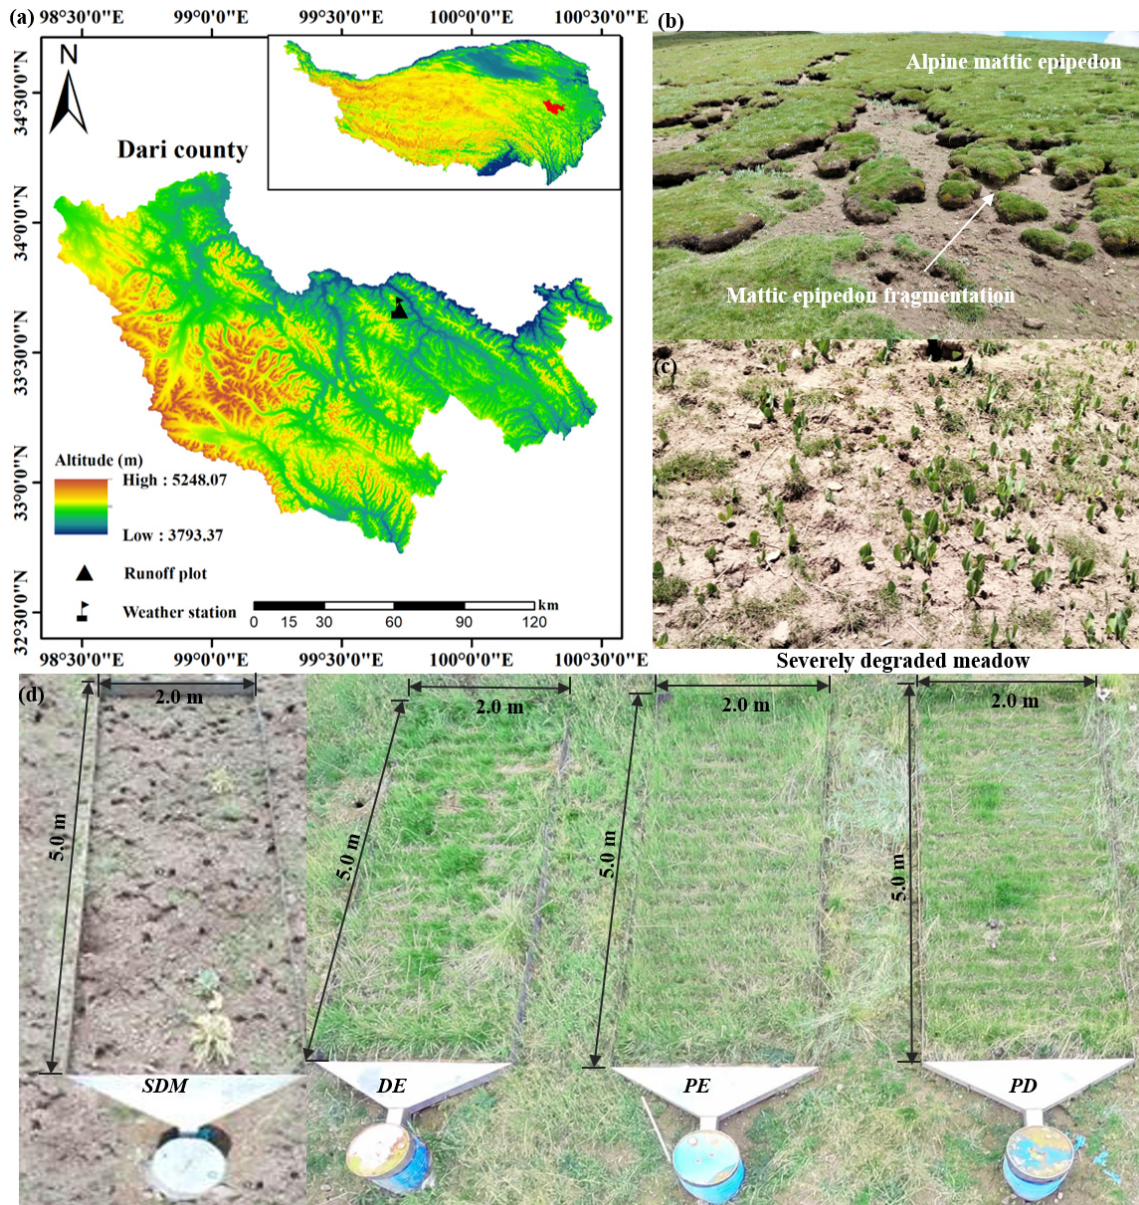 (a)
98°30'0"E
99°0'0"E
99°30'0"E
100°0'0"E
100°30'0"E
34°30'0"N
34°0'0"N
33°30'0"N
33°0'0"N
32°30'0"N
N
Dari county
Altitude (m)
High : 5248.07
Low : 3793.37
Runoff plot
Weather station
km
0 15 30 60 90 120
98°30'0"E
99°0'0"E
99°30'0"E
100°0'0"E
100°30'0"E
(b)
Alpine mattic epipedon
Mattic epipedon fragmentation
(c)
Severely degraded meadow
(d)
2.0 m
2.0 m
2.0 m
2.0 m
5.0 m
5.0 m
5.0 m
5.0 m
SDM
DE
PE
PD